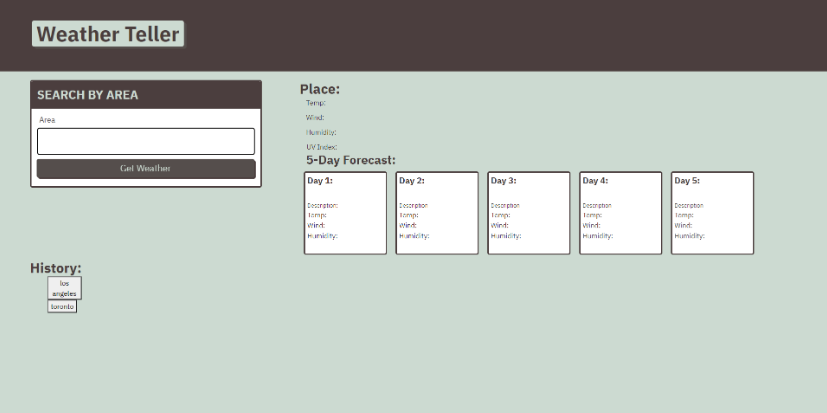 Weather Teller
SEARCH BY AREA
Area
Get Weather
Place:
Temp:
Wind:
Humidity:
UV Index:
5-Day Forecast:
Day 1:
Description:
Temp:
Wind:
Humidity:
Day 2:
Description
Temp:
Wind:
Humidity:
Day 3:
Description
Temp:
Wind:
Humidity:
Day 4:
Description
Temp:
Wind:
Humidity:
Day 5:
Description
Temp:
Wind:
Humidity:
History:
los
angeles
toronto